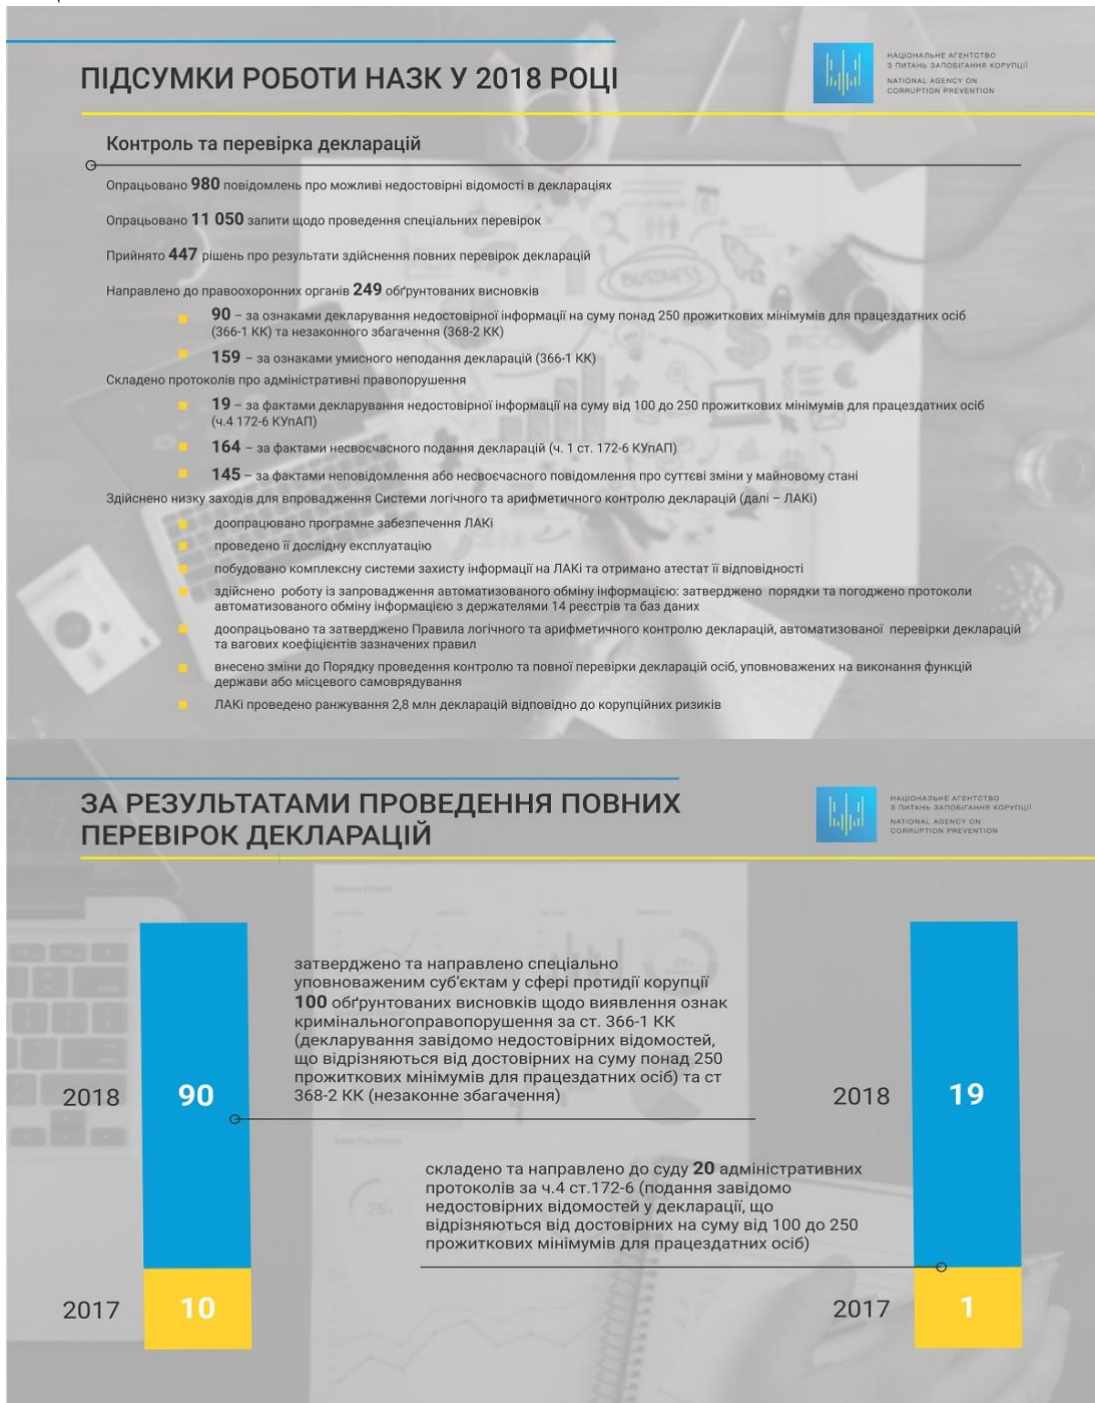 ПІДСУМКИ РОБОТИ НАЗК У 2018 РОЦІ
НАЦІОНАЛЬНЕ АГЕНТСТВО
З ПИТАНЬ ЗАПОБІГАННЯ КОРУПЦІЇ
NATIONAL AGENCY ON
CORRUPTION PREVENTION
Контроль та перевірка декларацій
Опрацьовано 980 повідомлень про можливі недостовірні відомості в деклараціях
Опрацьовано 11 050 запити щодо проведення спеціальних перевірок
Прийнято 447 рішень про результати здійснення повних перевірок декларацій
Направлено до правоохоронних органів 249 обґрунтованих висновків
90 – за ознаками декларування недостовірної інформації на суму понад 250 прожиткових мінімумів для працездатних осіб
(366-1 КК) та незаконного збагачення (368-2 КК)
159 – за ознаками умисного неподання декларацій (366-1 КК)
Складено протоколів про адміністративні правопорушення
19 – за фактами декларування недостовірної інформації на суму від 100 до 250 прожиткових мінімумів для працездатних осіб
(ч.4 172-6 КУпАП)
164 – за фактами несвоєчасного подання декларацій (ч. 1 ст. 172-6 КУпАП)
145 – за фактами неповідомлення або несвоєчасного повідомлення про суттєві зміни у майновому стані
Здійснено низку заходів для впровадження Системи логічного та арифметичного контролю декларацій (далі – ЛАКі)
доопрацювано програмне забезпечення ЛАКі
проведено її дослідну експлуатацію
побудовано комплексну системи захисту інформації на ЛАКі та отримано атестат її відповідності
здійснено роботу із запровадження автоматизованого обміну інформацією: затверджено порядки та погоджено протоколи
автоматизованого обміну інформацією з держателями 14 реєстрів та баз даних
доопрацьовано та затверджено Правила логічного та арифметичного контролю декларацій, автоматизованої перевірки декларацій
та вагових коефіцієнтів зазначених правил
внесено зміни до Порядку проведення контролю та повної перевірки декларацій осіб, уповноважених на виконання функцій
держави або місцевого самоврядування
ЛАКі проведено ранжування 2,8 млн декларацій відповідно до корупційних ризиків
BUSINESS
ЗА РЕЗУЛЬТАТАМИ ПРОВЕДЕННЯ ПОВНИХ
ПЕРЕВІРОК ДЕКЛАРАЦІЙ
НАЦІОНАЛЬНЕ АГЕНТСТВО
З ПИТАНЬ ЗАПОБІГАННЯ КОРУПЦІЇ
NATIONAL AGENCY ON
CORRUPTION PREVENTION
затверджено та направлено спеціально
уповноваженим суб'єктам у сфері протидії корупції
100 обґрунтованих висновків щодо виявлення ознак
кримінальногоправопорушення за ст. 366-1 КК
(декларування завідомо недостовірних відомостей,
що відрізняються від достовірних на суму понад 250
прожиткових мінімумів для працездатних осіб) та ст
368-2 КК (незаконне збагачення)
2018 90
2018 19
складено та направлено до суду 20 адміністративних
протоколів за ч.4 ст.172-6 (подання завідомо
недостовірних відомостей у декларації, що
відрізняються від достовірних на суму від 100 до 250
прожиткових мінімумів для працездатних осіб)
2017 10
2017 1